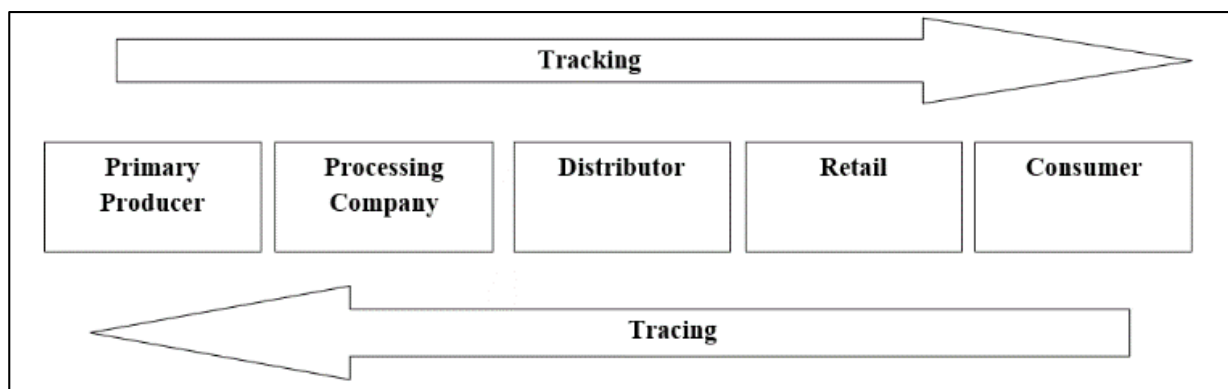 Tracking
Primary
Producer
Processing
Company
Distributor
Retail
Consumer
Tracing